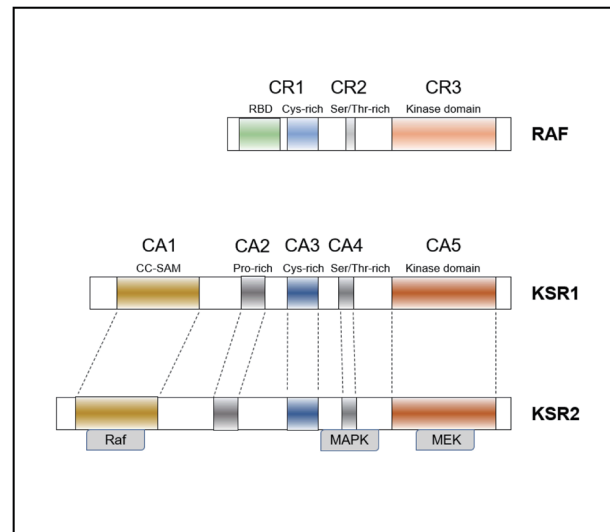 CR1 CR2 CR3
RBD Cys-rich Ser/Thr-rich Kinase domain
RAF
CA1 CA2 CA3 CA4 CA5
CC-SAM Pro-rich Cys-rich Ser/Thr-rich Kinase domain
KSR1
KSR2
Raf MAPK MEK